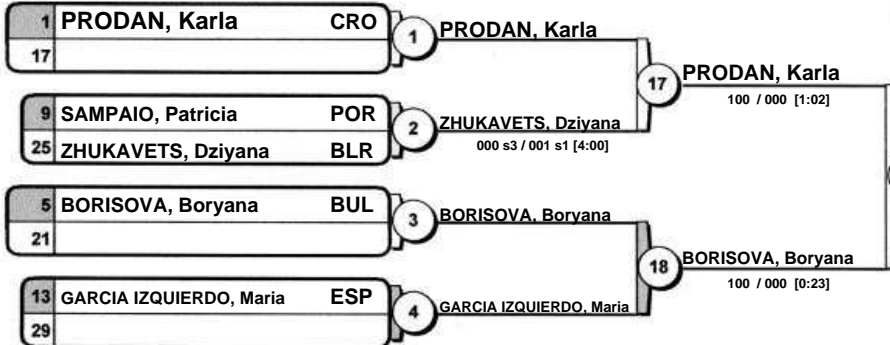 1 PRODAN, Karla CRO
17
1
PRODAN, Karla
9 SAMPAIO, Patricia POR
25 ZHUKAVETS, Dziyana BLR
2
ZHUKAVETS, Dziyana
000 s3 / 001 s1 [4:00]
17
PRODAN, Karla
100 / 000 [1:02]
5 BORISOVA, Boryana BUL
21
3
BORISOVA, Boryana
13 GARCIA IZQUIERDO, Maria ESP
29
4
GARCIA IZQUIERDO, Maria
18
BORISOVA, Boryana
100 / 000 [0:23]